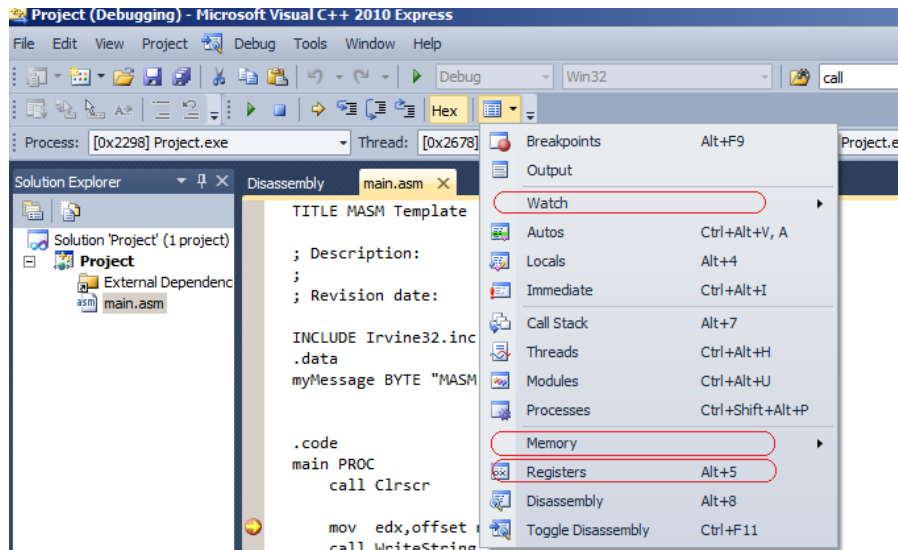 Project (Debugging) - Microsoft Visual C++ 2010 Express
File Edit View Project Debug Tools Window Help
Debug Win32 call
Hex
Process: [0x2298] Project.exe Thread: [0x2678] Project.e
Solution Explorer
Solution 'Project' (1 project)
Project
External Dependenc
asm main.asm
Disassembly main.asm
TITLE MASM Template
; Description:
;
; Revision date:
INCLUDE Irvine32.inc
.data
myMessage BYTE "MASM
.code
main PROC
call Clrscr
mov edx,offset
call WriteString
Breakpoints Alt+F9
Output
Watch
Autos Ctrl+Alt+V, A
Locals Alt+4
Immediate Ctrl+Alt+I
Call Stack Alt+7
Threads Ctrl+Alt+H
Modules Ctrl+Alt+U
Processes Ctrl+Shift+Alt+P
Memory
Registers Alt+5
Disassembly Alt+8
Toggle Disassembly Ctrl+F11